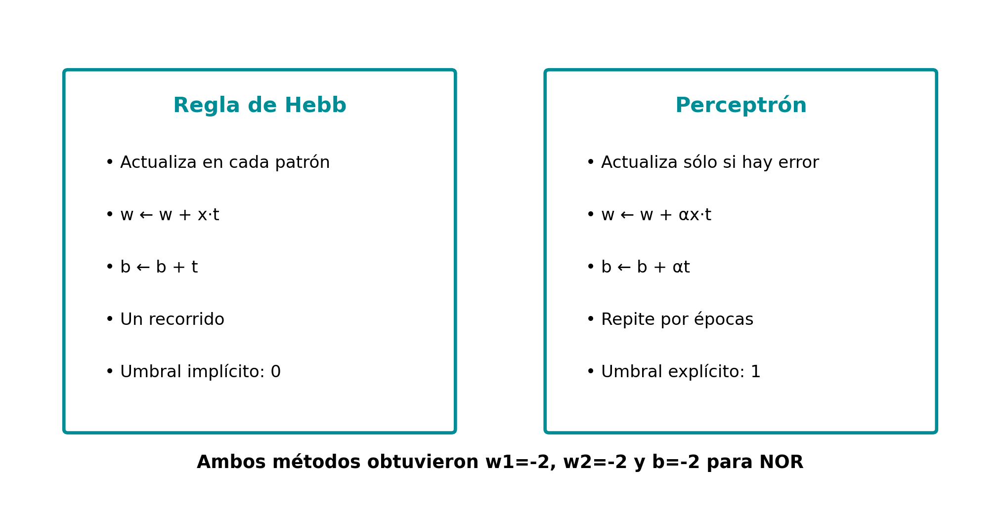 Regla de Hebb
• Actualiza en cada patrón
• w ← w + x·t
• b ← b + t
• Un recorrido
• Umbral implícito: 0
Perceptrón
• Actualiza sólo si hay error
• w ← w + αx·t
• b ← b + αt
• Repite por épocas
• Umbral explícito: 1
Ambos métodos obtuvieron w1=-2, w2=-2 y b=-2 para NOR